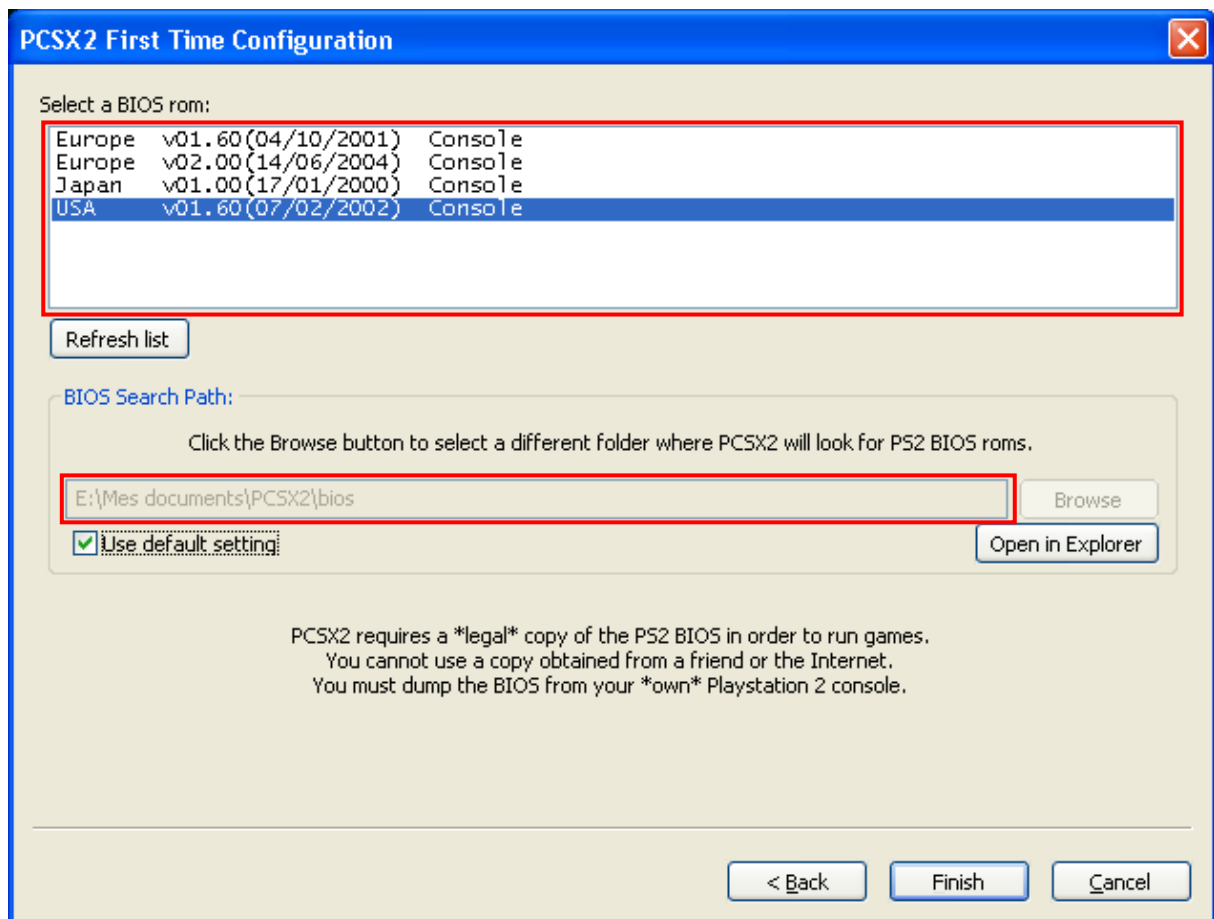 PCSX2 First Time Configuration
Select a BIOS rom:
Europe v01.60(04/10/2001) Console
Europe v02.00(14/06/2004) Console
Japan v01.00(17/01/2000) Console
USA v01.60(07/02/2002) Console
Refresh list
BIOS Search Path:
Click the Browse button to select a different folder where PCSX2 will look for PS2 BIOS roms.
E:\Mes documents\PCSX2\bios
Browse
Use default setting
Open in Explorer
PCSX2 requires a *legal* copy of the PS2 BIOS in order to run games.
You cannot use a copy obtained from a friend or the Internet.
You must dump the BIOS from your *own* Playstation 2 console.
< Back
Finish
Cancel